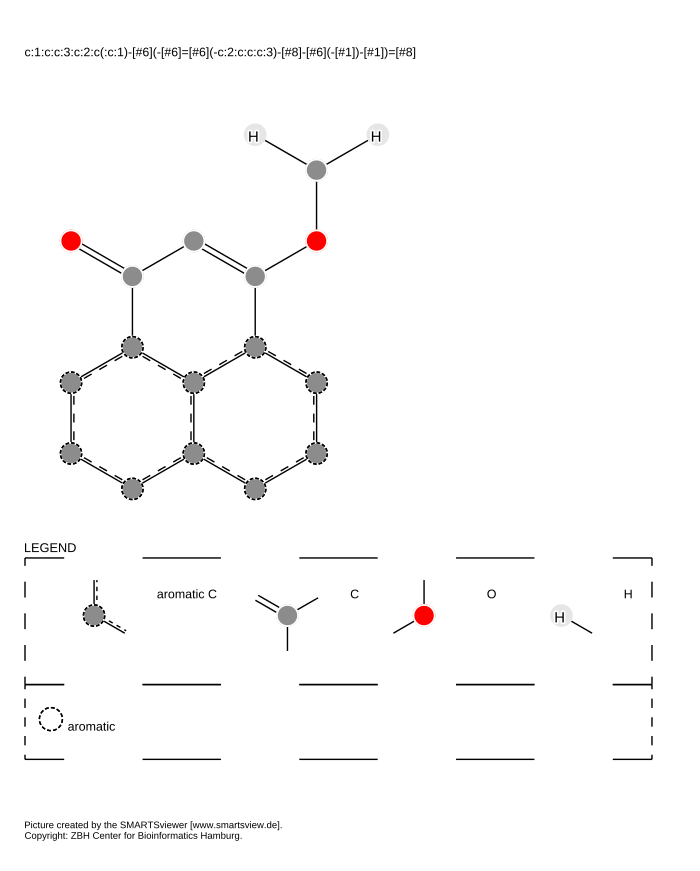 c:1:c:c:3:c:2:c(:c:1)-[#6](-[#6]=[#6](-c:2:c:c:c:3)-[#8]-[#6](-[#1])-[#1])=[#8]
H H
LEGEND
aromatic C C O H H
aromatic
Picture created by the SMARTSviewer [www.smartsview.de].
Copyright: ZBH Center for Bioinformatics Hamburg.